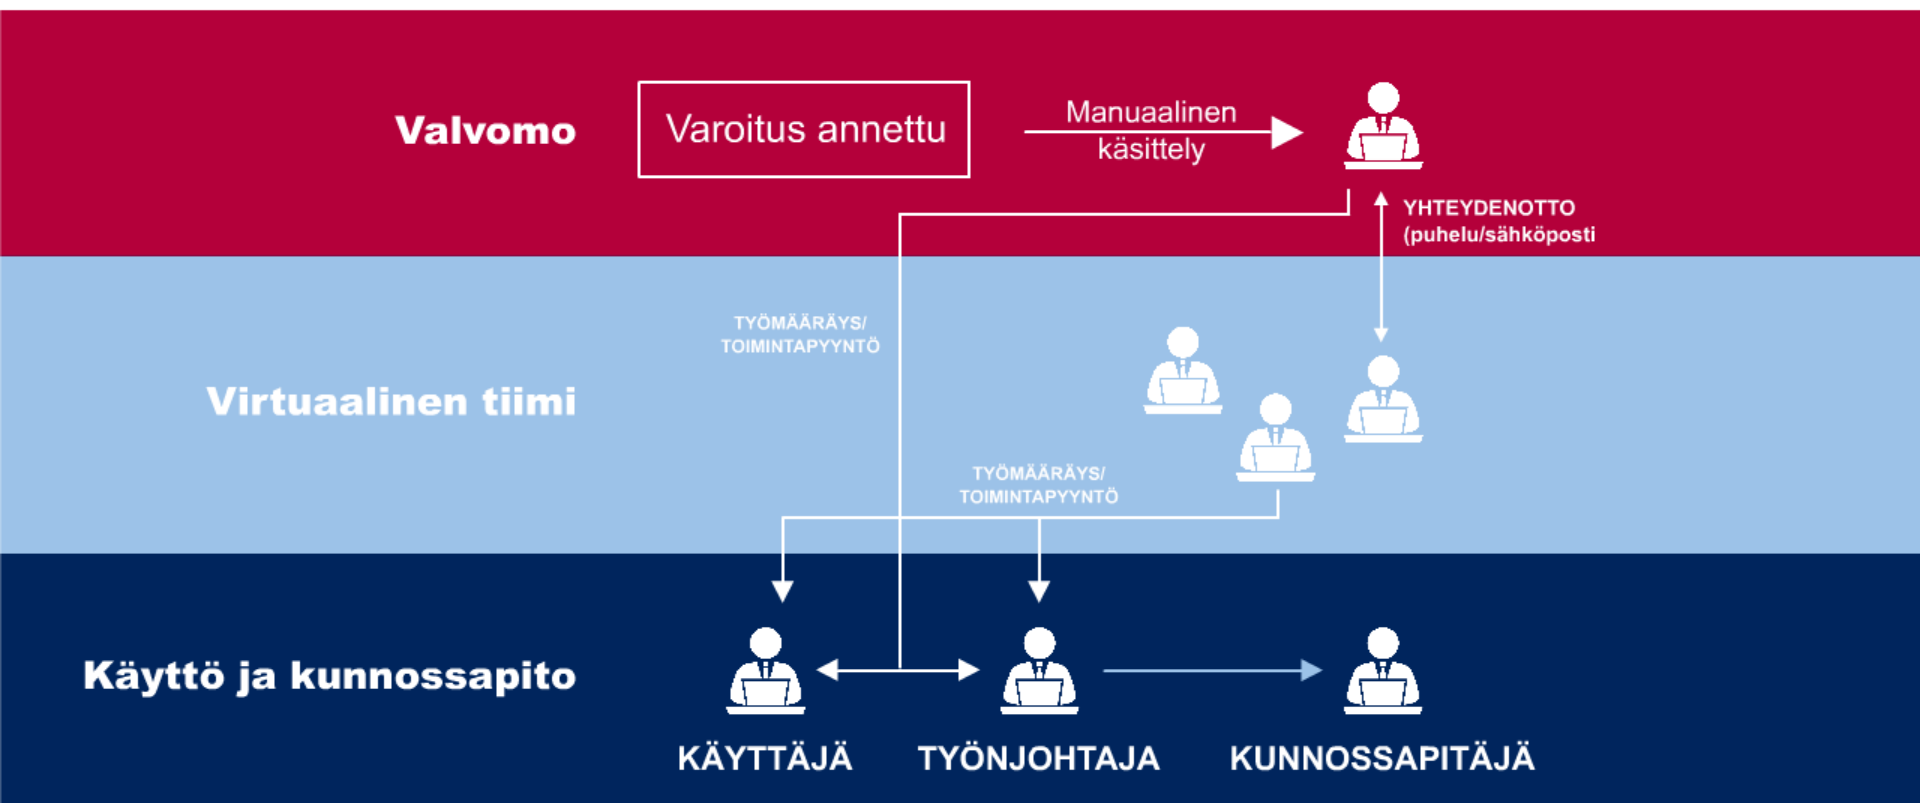 Valvomo
Varoitus annettu
Manuaalinen
käsittely
YHTEYDENOTTO
(puhelu/sähköposti
TYÖMÄÄRÄYS/
TOIMINTAPYYNTÖ
Virtuaalinen tiimi
TYÖMÄÄRÄYS/
TOIMINTAPYYNTÖ
Käyttö ja kunnossapito
KÄYTTÄJÄ
TYÖNJOHTAJA
KUNNOSSAPITÄJÄ